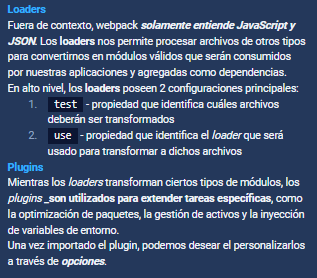 Loaders
Fuera de contexto, webpack solamente entiende JavaScript y
JSON. Los loaders nos permite procesar archivos de otros tipos
para convertirnos en módulos válidos que serán consumidos
por nuestras aplicaciones y agregadas como dependencias.
En alto nivel, los loaders poseen 2 configuraciones principales:
1. test - propiedad que identifica cuáles archivos
deberán ser transformados
2. use - propiedad que identifica el loader que será
usado para transformar a dichos archivos
Plugins
Mientras los loaders transforman ciertos tipos de módulos, los
plugins _son utilizados para extender tareas específicas, como
la optimización de paquetes, la gestión de activos y la inyección
de variables de entorno.
Una vez importado el plugin, podemos desear el personalizarlo
a través de opciones.